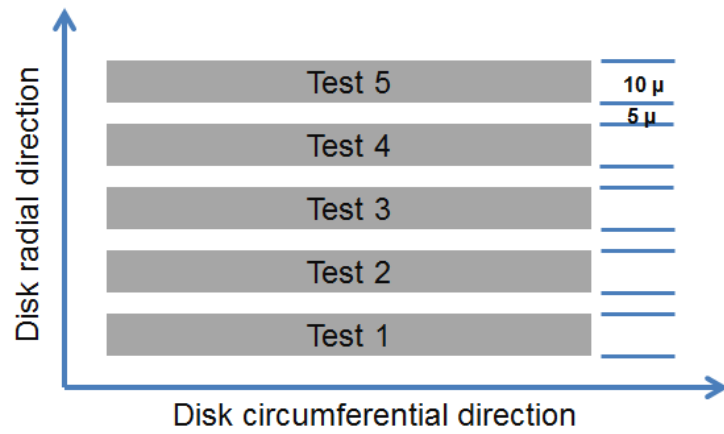 Test 5
10 µ
5 µ
Test 4
Test 3
Test 2
Test 1
Disk radial direction
Disk circumferential direction